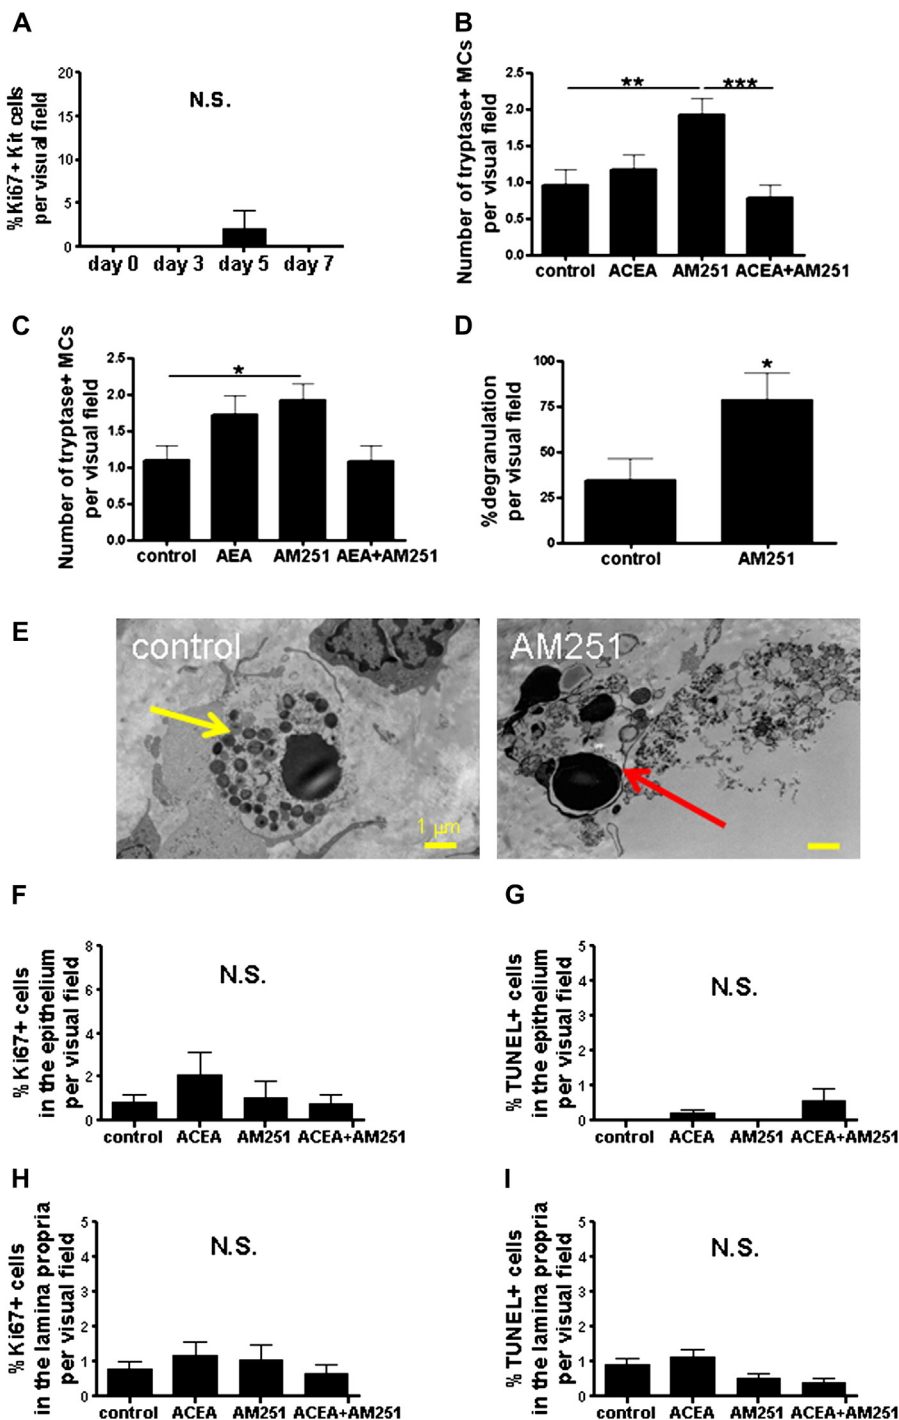 A
%Ki67+ Kit cells
per visual field
20
15
10
5
0
N.S.
day 0 day 3 day 5 day 7
B
Number of tryptase+ MCs
per visual field
2.5
2.0
1.5
1.0
0.5
0.0
** ***
control ACEA AM251 ACEA+AM251
C
Number of tryptase+ MCs
per visual field
2.5
2.0
1.5
1.0
0.5
0.0
*
control AEA AM251 AEA+AM251
D
%degranulation
per visual field
100
75
50
25
0
*
control AM251
E
control
1 μm
AM251
F
% Ki67+ cells
in the epithelium
per visual field
8
6
4
2
0
N.S.
control ACEA AM251 ACEA+AM251
G
% TUNEL+ cells
in the epithelium
per visual field
5
4
3
2
1
0
N.S.
control ACEA AM251 ACEA+AM251
H
% Ki67+ cells
in the lamina propria
per visual field
5
4
3
2
1
0
N.S.
control ACEA AM251 ACEA+AM251
I
% TUNEL+ cells
in the lamina propria
per visual field
5
4
3
2
1
0
N.S.
control ACEA AM251 ACEA+AM251